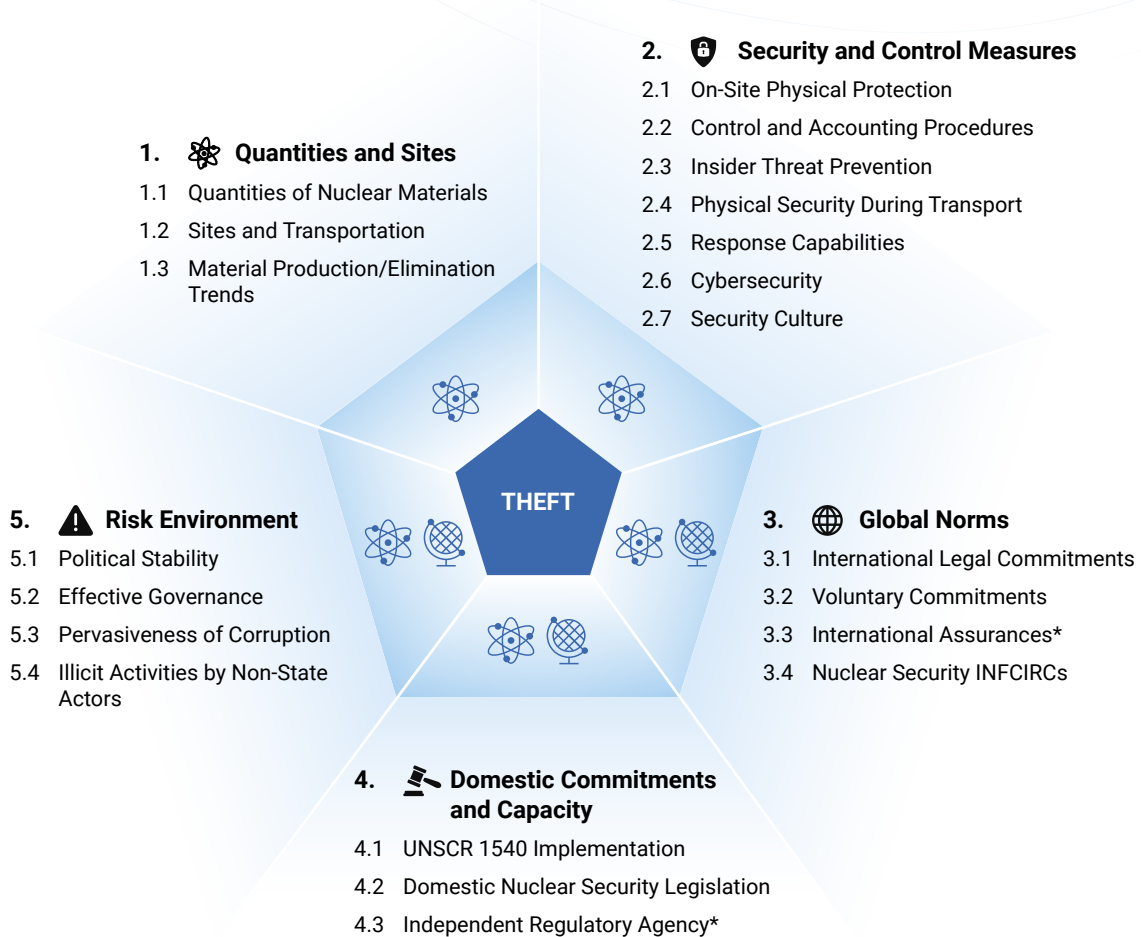 1. Quantities and Sites
1.1 Quantities of Nuclear Materials
1.2 Sites and Transportation
1.3 Material Production/Elimination
Trends
2. Security and Control Measures
2.1 On-Site Physical Protection
2.2 Control and Accounting Procedures
2.3 Insider Threat Prevention
2.4 Physical Security During Transport
2.5 Response Capabilities
2.6 Cybersecurity
2.7 Security Culture
THEFT
5. Risk Environment
5.1 Political Stability
5.2 Effective Governance
5.3 Pervasiveness of Corruption
5.4 Illicit Activities by Non-State
Actors
3. Global Norms
3.1 International Legal Commitments
3.2 Voluntary Commitments
3.3 International Assurances*
3.4 Nuclear Security INFCIRCs
4. Domestic Commitments
and Capacity
4.1 UNSCR 1540 Implementation
4.2 Domestic Nuclear Security Legislation
4.3 Independent Regulatory Agency*